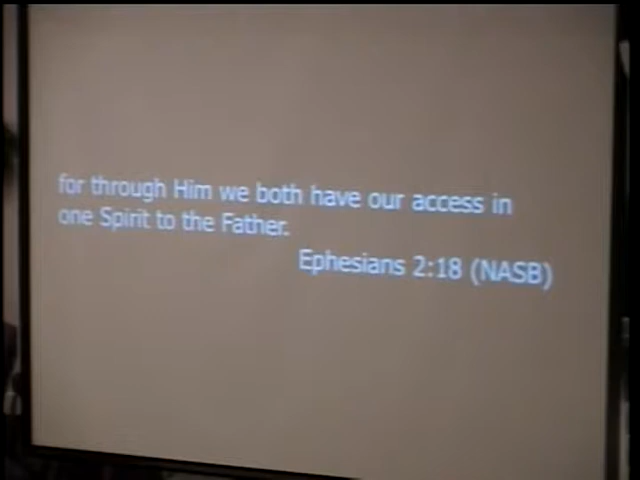 for through Him we both have our access in
one Spirit to the Father.
Ephesians 2:18 (NASB)